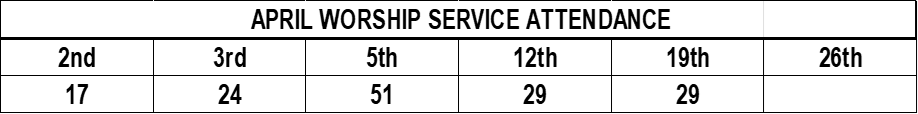 APRIL WORSHIP SERVICE ATTENDANCE
2nd 3rd 5th 12th 19th 26th
17 24 51 29 29